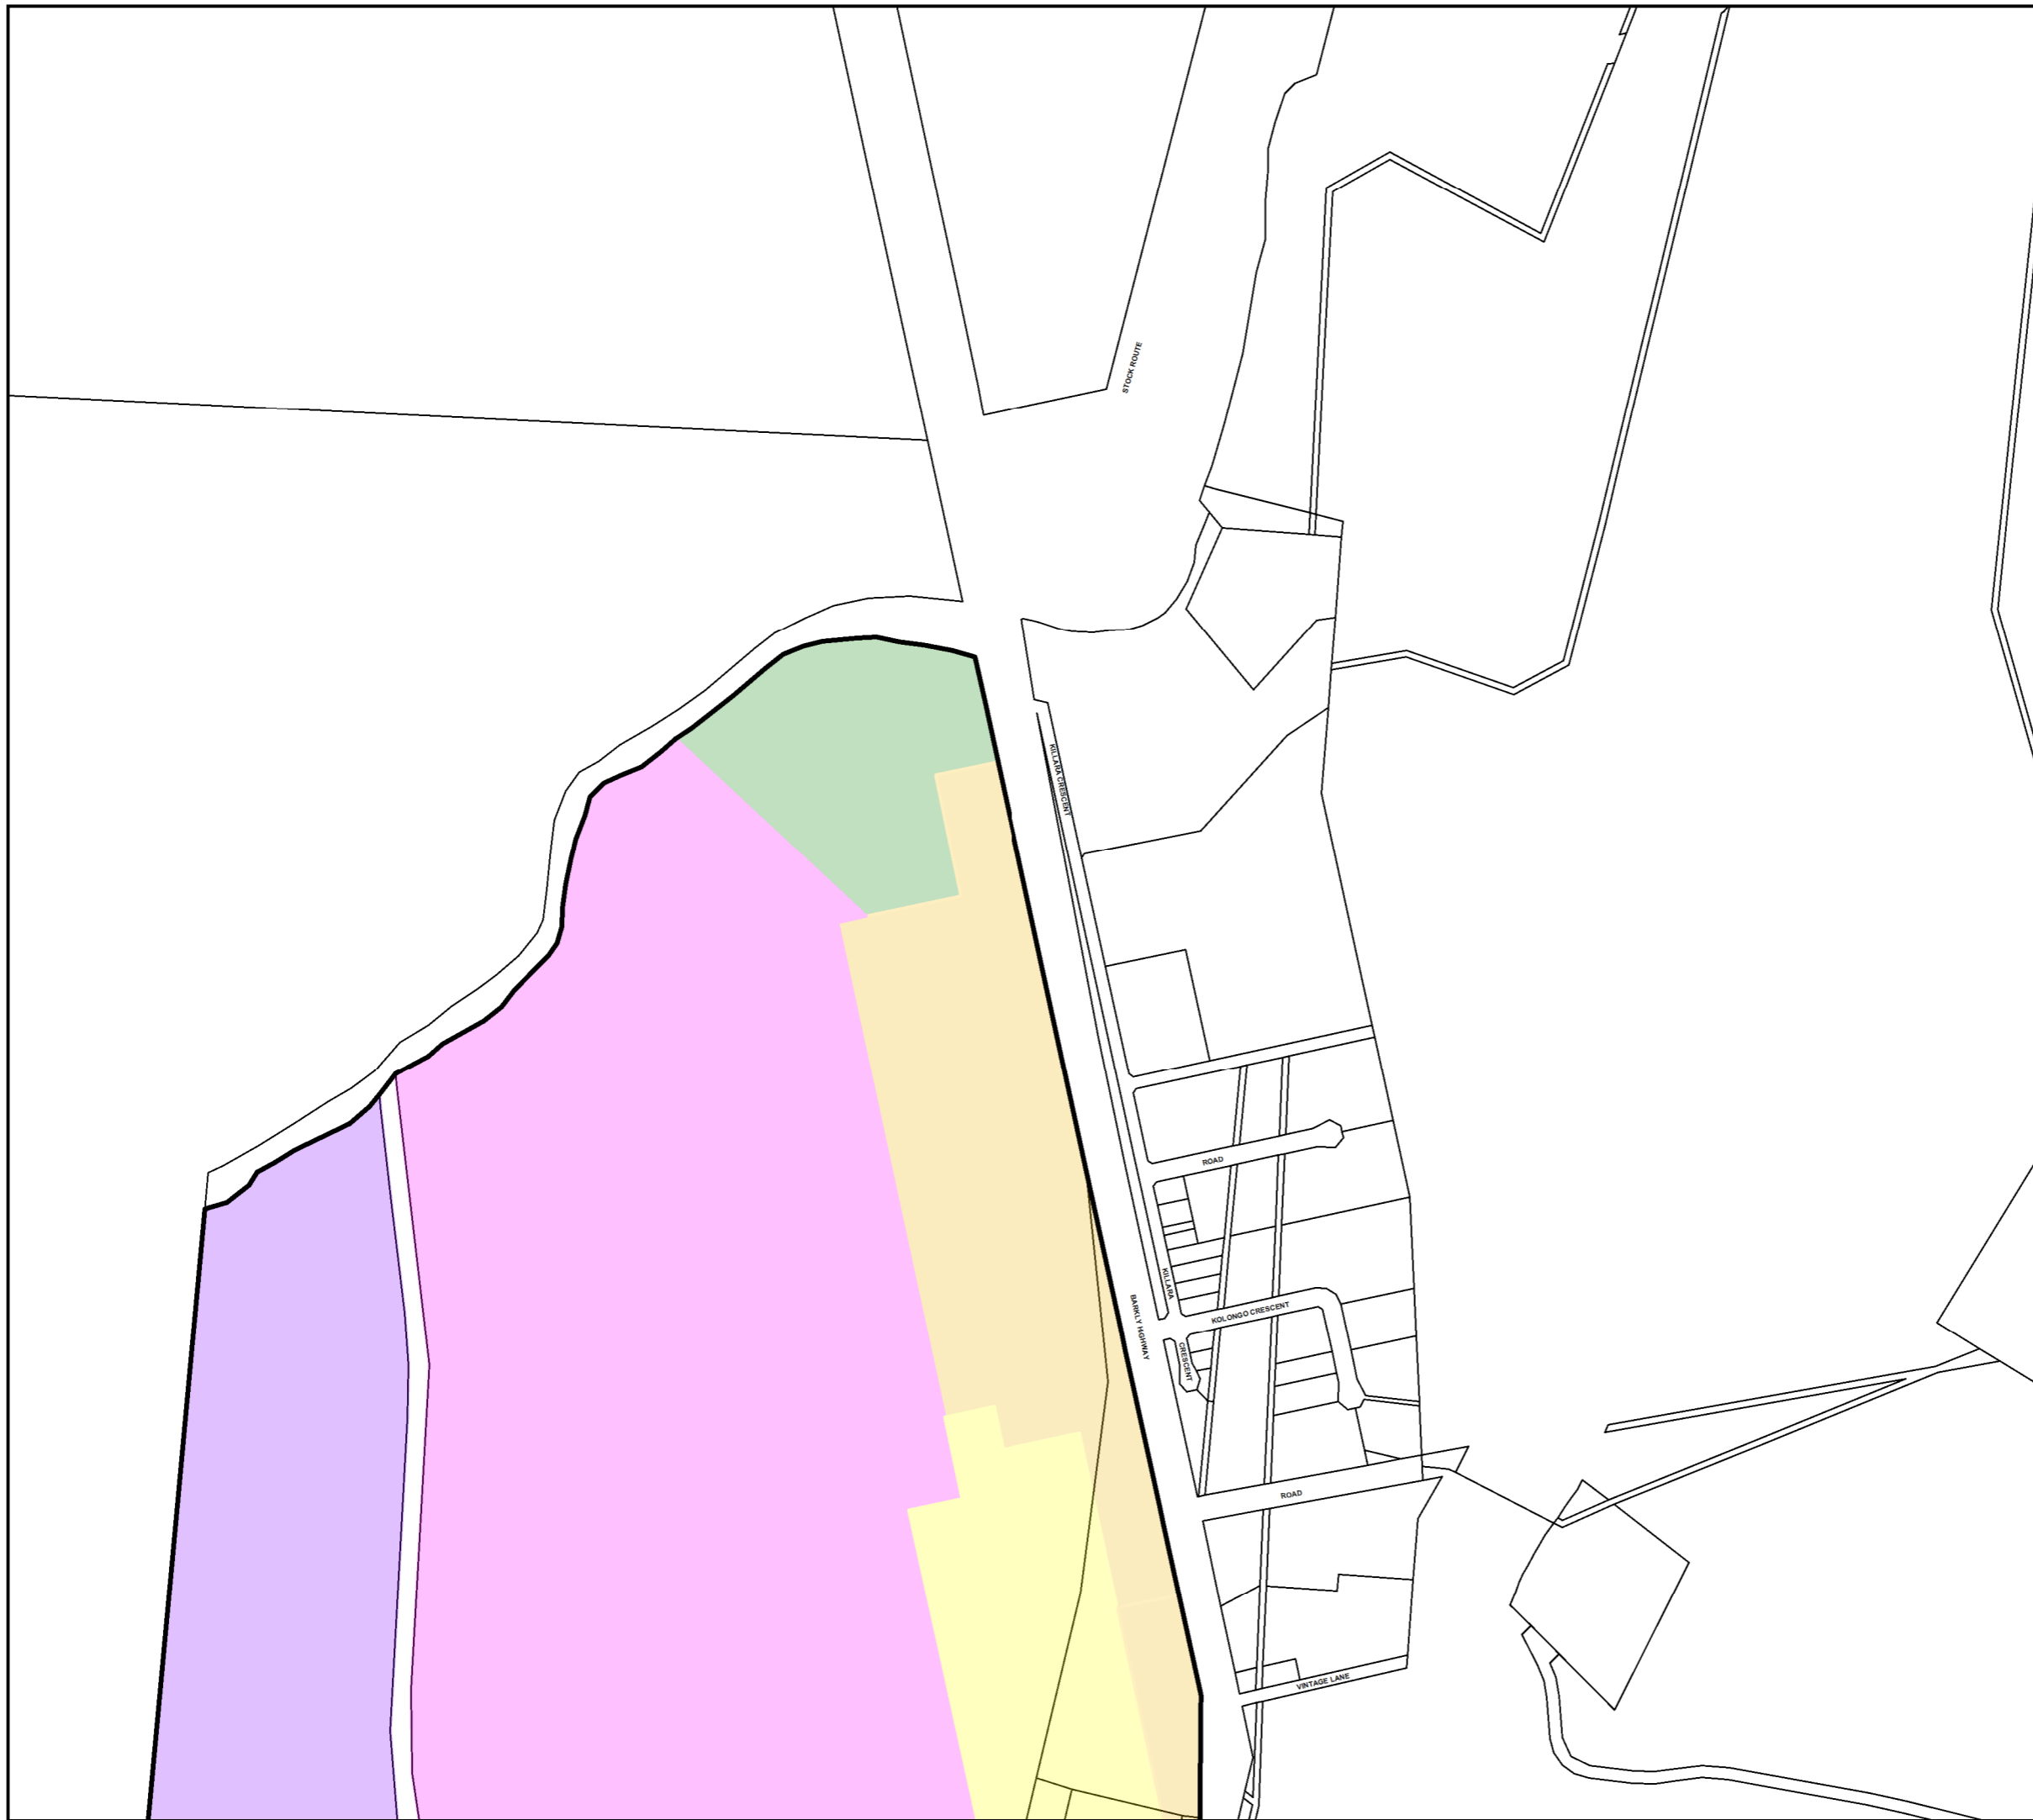 STOCK ROUTE
KILLARA CRESCENT
ROAD
KILLARA
KOLONGO CRESCENT
BARKLY HIGHWAY
CRESCENT
ROAD
VINTAGE LANE